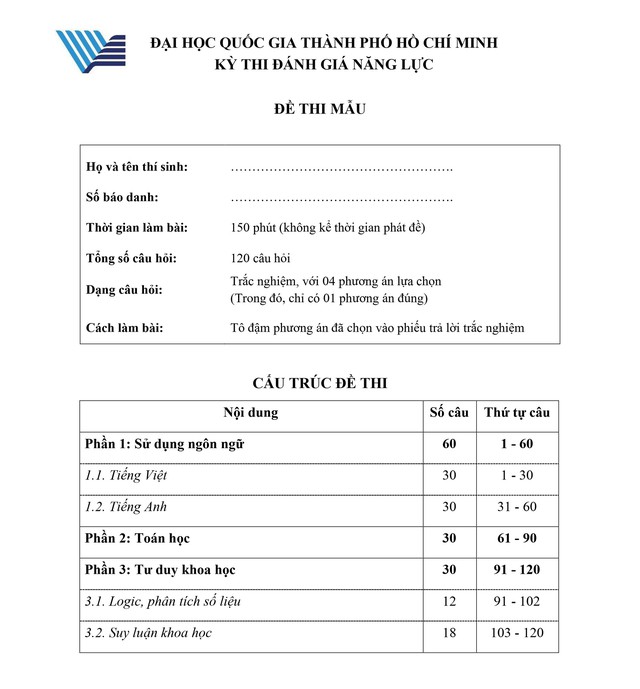 ĐẠI HỌC QUỐC GIA THÀNH PHỐ HỒ CHÍ MINH
KỲ THI ĐÁNH GIÁ NĂNG LỰC
ĐỀ THI MẪU
Họ và tên thí sinh: …………………………………………….
Số báo danh: …………………………………………….
Thời gian làm bài: 150 phút (không kể thời gian phát đề)
Tổng số câu hỏi: 120 câu hỏi
Dạng câu hỏi: Trắc nghiệm, với 04 phương án lựa chọn
(Trong đó, chỉ có 01 phương án đúng)
Cách làm bài: Tô đậm phương án đã chọn vào phiếu trả lời trắc nghiệm
CẤU TRÚC ĐỀ THI
Nội dung Số câu Thứ tự câu
Phần 1: Sử dụng ngôn ngữ 60 1 - 60
1.1. Tiếng Việt 30 1 - 30
1.2. Tiếng Anh 30 31 - 60
Phần 2: Toán học 30 61 - 90
Phần 3: Tư duy khoa học 30 91 - 120
3.1. Logic, phân tích số liệu 12 91 - 102
3.2. Suy luận khoa học 18 103 - 120